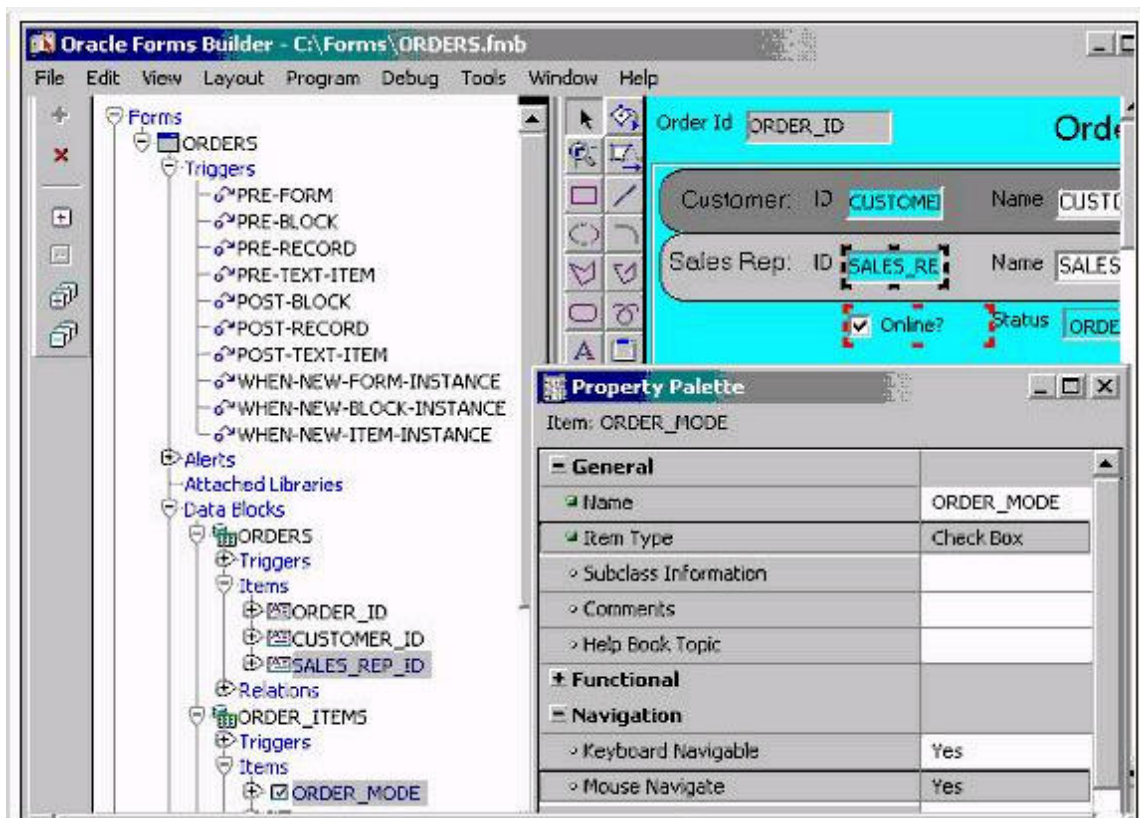 Oracle Forms Builder - C:\Forms\ORDERS.fmb
File Edit View Layout Program Debug Tools Window Help
Forms
ORDERS
Triggers
PRE-FORM
PRE-BLOCK
PRE-RECORD
PRE-TEXT-ITEM
POST-BLOCK
POST-RECORD
POST-TEXT-ITEM
WHEN-NEW-FORM-INSTANCE
WHEN-NEW-BLOCK-INSTANCE
WHEN-NEW-ITEM-INSTANCE
Alerts
Attached Libraries
Data Blocks
ORDERS
Triggers
Items
ORDER_ID
CUSTOMER_ID
SALES_REP_ID
Relations
ORDER_ITEMS
Triggers
Items
ORDER_MODE
Order Id ORDER_ID Orde
Customer: ID CUSTOME Name CUST
Sales Rep: ID SALES_RE Name SALES
Online? Status ORDE
Property Palette
Item: ORDER_MODE
General
Name ORDER_MODE
Item Type Check Box
Subclass Information
Comments
Help Book Topic
Functional
Navigation
Keyboard Navigable Yes
Mouse Navigate Yes